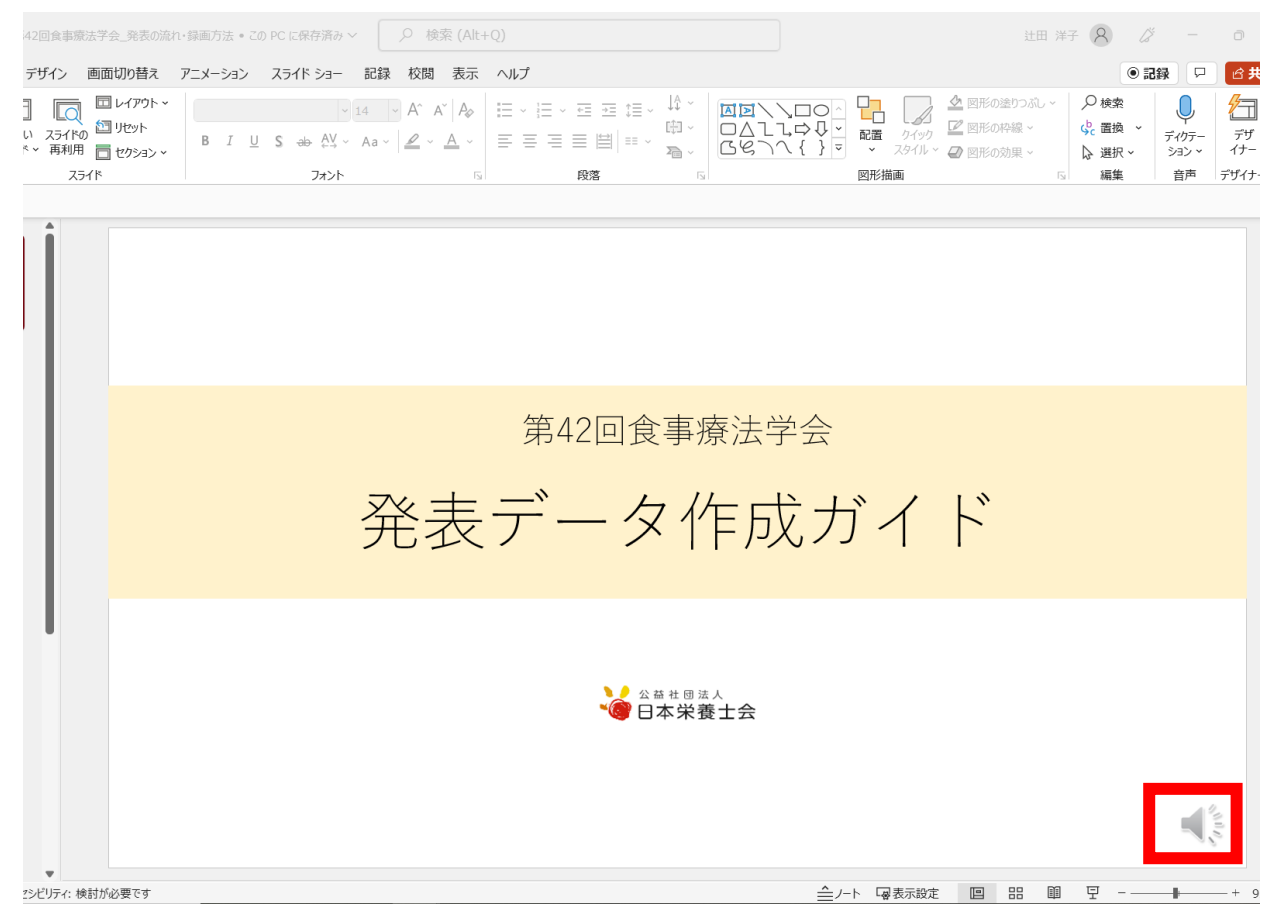 42回食事療法学会_発表の流れ・録画方法 • この PC に保存済み
検索 (Alt+Q)
辻田 洋子
デザイン 画面切り替え アニメーション スライド ショー 記録 校閲 表示 ヘルプ
記録
スライドの
再利用
レイアウト
リセット
セクション
14
B I U S ab AV Aa
A
配置
クイック
スタイル
図形の塗りつぶし
図形の枠線
図形の効果
検索
置換
選択
ディクテー
ション
デザ
イナー
スライド フォント 段落 図形描画 編集 音声 デザイナ
第42回食事療法学会
発表データ作成ガイド
公益社団法人
日本栄養士会
セシビリティ: 検討が必要です
ノート 表示設定